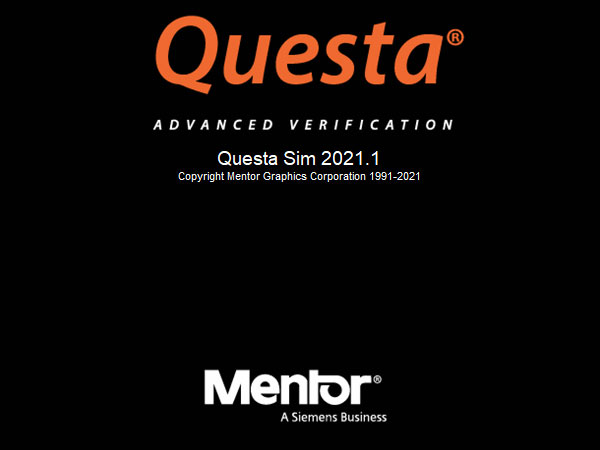 Questa®
ADVANCED VERIFICATION
Questa Sim 2021.1
Copyright Mentor Graphics Corporation 1991-2021
Mentor®
A Siemens Business